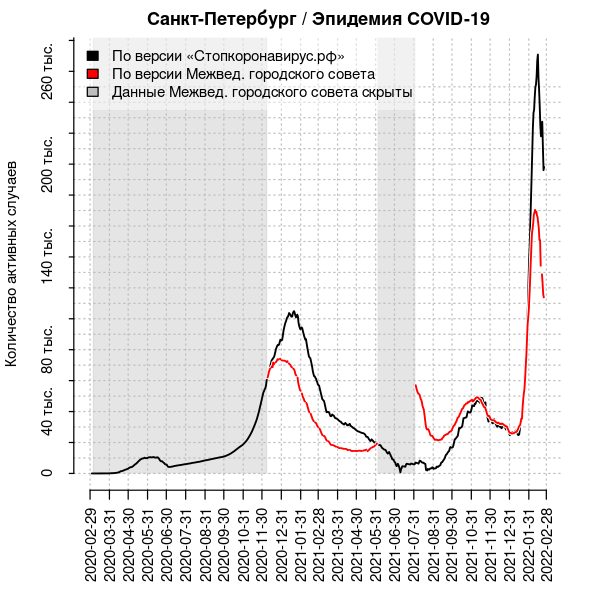 Санкт-Петербург / Эпидемия COVID-19
По версии «Стопкоронавирус.рф»
По версии Межвед. городского совета
Данные Межвед. городского совета скрыты
Количество активных случаев
260 тыс.
200 тыс.
140 тыс.
80 тыс.
40 тыс.
0
2020-02-29
2020-03-31
2020-04-30
2020-05-31
2020-06-30
2020-07-31
2020-08-31
2020-09-30
2020-10-31
2020-11-30
2020-12-31
2021-01-31
2021-02-28
2021-03-31
2021-04-30
2021-05-31
2021-06-30
2021-07-31
2021-08-31
2021-09-30
2021-10-31
2021-11-30
2021-12-31
2022-01-31
2022-02-28